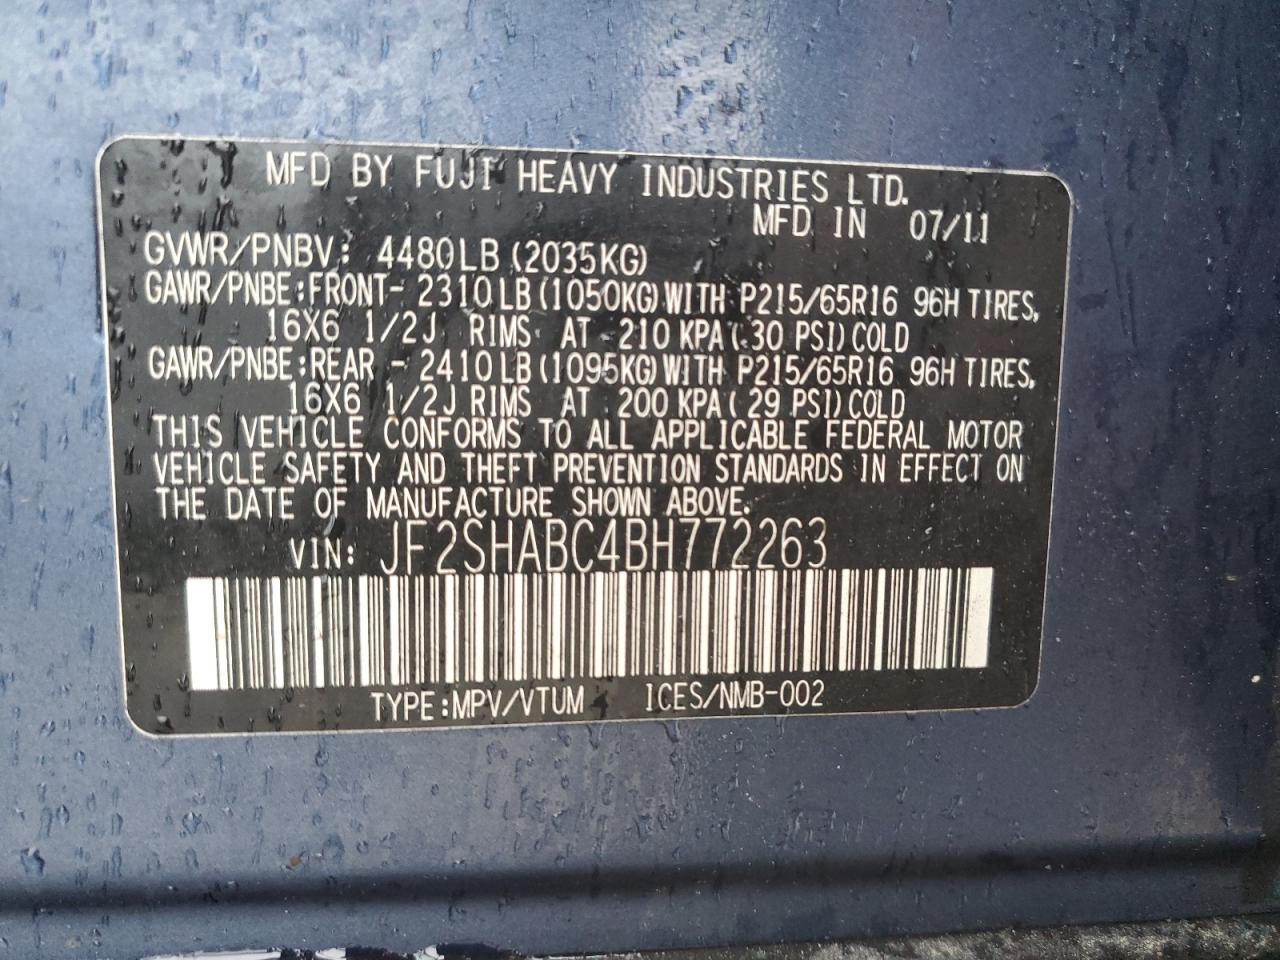 MFD BY FUJI HEAVY INDUSTRIES LTD.
MFD IN 07/11
GVWR/PNBV: 4480LB (2035KG)
GAWR/PNBE:FRONT- 2310LB(1050KG)WITH P215/65R16 96H TIRES,
16X6 1/2J RIMS AT 210 KPA( 30 PSI)COLD
GAWR/PNBE:REAR - 2410LB(1095KG)WITH P215/65R16 96H TIRES,
16X6 1/2J RIMS AT 200 KPA( 29 PSI)COLD
THIS VEHICLE CONFORMS TO ALL APPLICABLE FEDERAL MOTOR
VEHICLE SAFETY AND THEFT PREVENTION STANDARDS IN EFFECT ON
THE DATE OF MANUFACTURE SHOWN ABOVE.
VIN: JF2SHABC4BH772263
TYPE:MPV/VTUM ICES/NMB-002